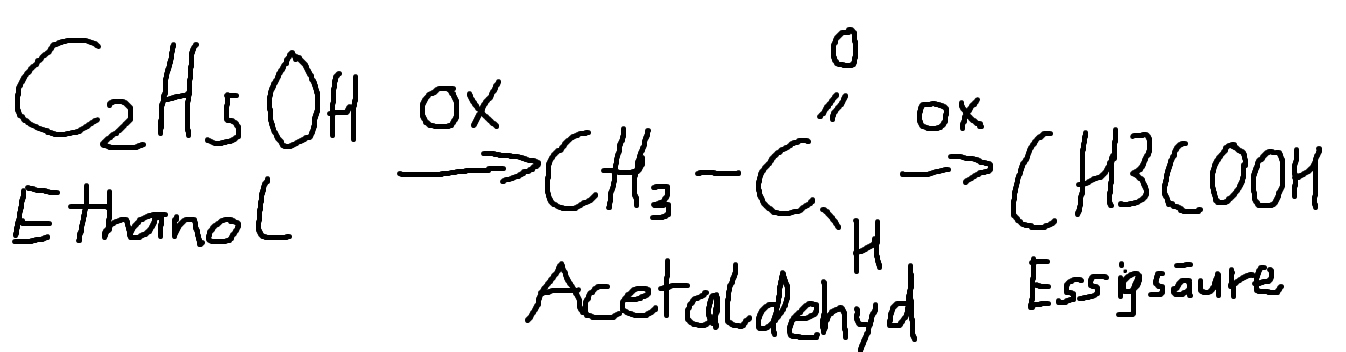 C₂H₅OH ox → CH₃ – C = O \ H ox → CH3COOH
Ethanol
Acetaldehyd
Essigsäure